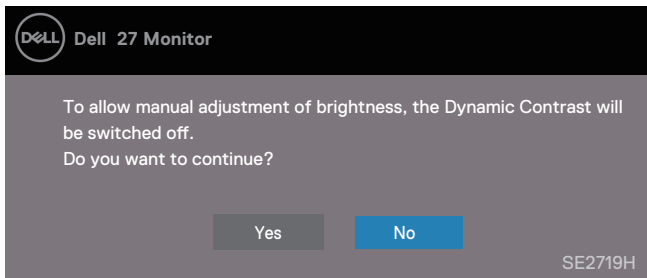 DELL Dell 27 Monitor
To allow manual adjustment of brightness, the Dynamic Contrast will
be switched off.
Do you want to continue?
Yes No
SE2719H